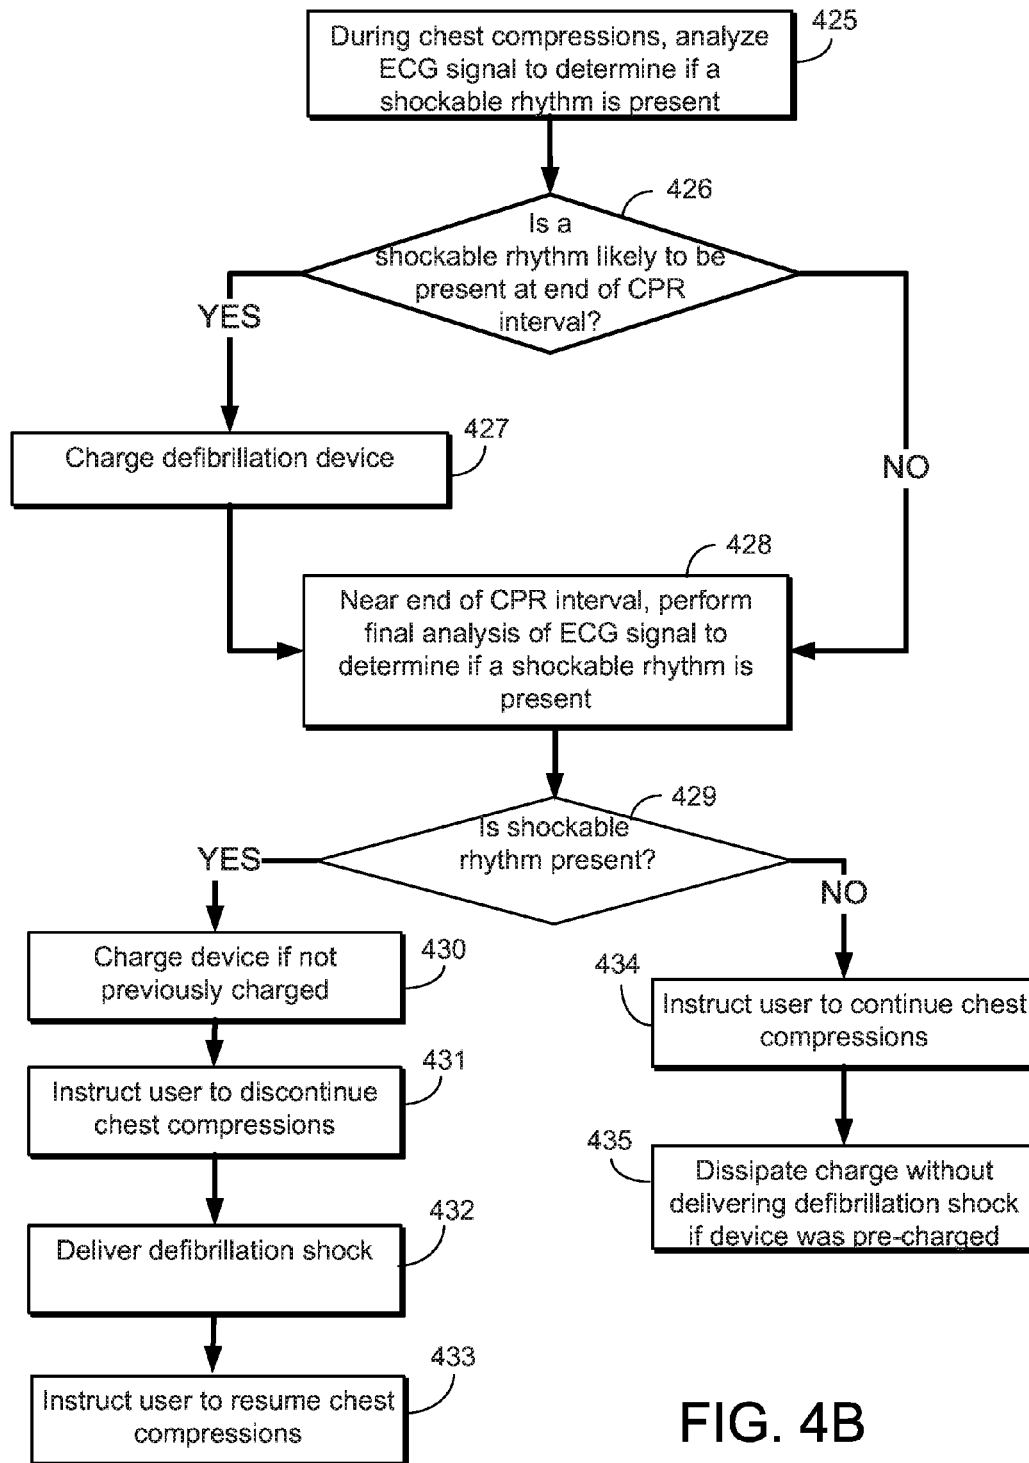 During chest compressions, analyze
ECG signal to determine if a
shockable rhythm is present
425
426
Is a
shockable rhythm likely to be
present at end of CPR
interval?
YES
NO
427
Charge defibrillation device
428
Near end of CPR interval, perform
final analysis of ECG signal to
determine if a shockable rhythm is
present
429
Is shockable
rhythm present?
YES
NO
Charge device if not
previously charged
430
Instruct user to discontinue
chest compressions
431
Deliver defibrillation shock
432
Instruct user to resume chest
compressions
433
434
Instruct user to continue chest
compressions
435
Dissipate charge without
delivering defibrillation shock
if device was pre-charged
FIG. 4B